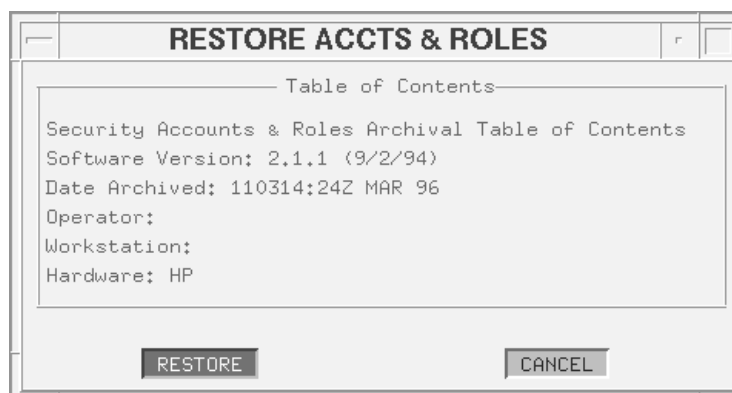 RESTORE ACCTS & ROLES
Table of Contents
Security Accounts & Roles Archival Table of Contents
Software Version: 2.1.1 (9/2/94)
Date Archived: 110314:24Z MAR 96
Operator:
Workstation:
Hardware: HP
RESTORE CANCEL